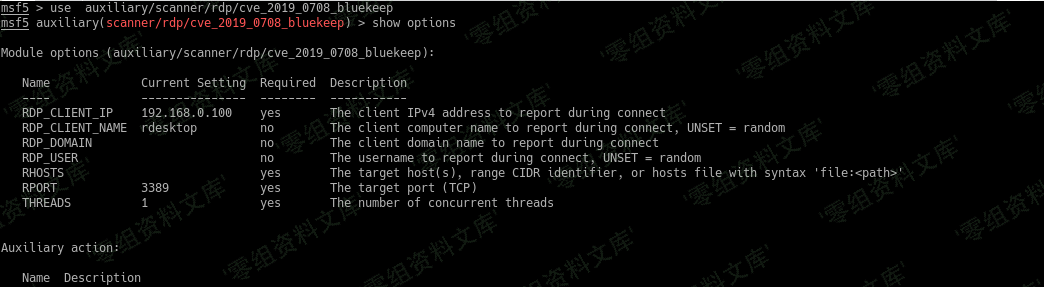 msf5 > use  auxiliary/scanner/rdp/cve_2019_0708_bluekeep
msf5 auxiliary(scanner/rdp/cve_2019_0708_bluekeep) > show options
Module options (auxiliary/scanner/rdp/cve_2019_0708_bluekeep):
Name             Current Setting  Required  Description
----             ---------------  --------  -----------
RDP_CLIENT_IP    192.168.0.100    yes       The client IPv4 address to report during connect
RDP_CLIENT_NAME  rdesktop         no        The client computer name to report during connect, UNSET = random
RDP_DOMAIN                        no        The client domain name to report during connect
RDP_USER                          no        The username to report during connect, UNSET = random
RHOSTS                            yes       The target host(s), range CIDR identifier, or hosts file with syntax 'file:<path>'
RPORT            3389             yes       The target port (TCP)
THREADS          1                yes       The number of concurrent threads
Auxiliary action:
Name  Description
'零组资料文库'